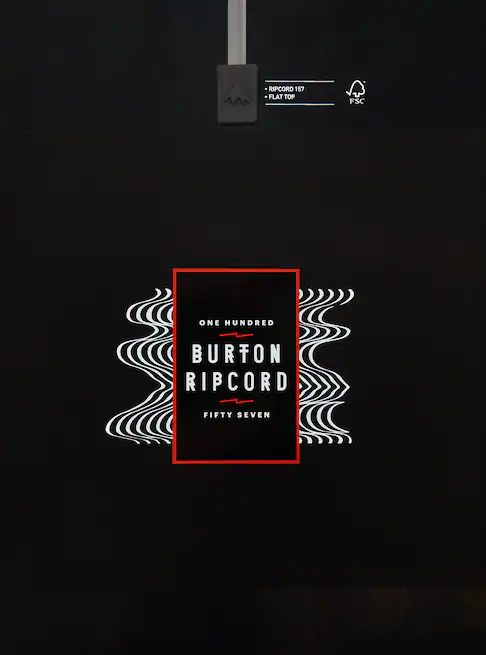 • RIPCORD 157
• FLAT TOP
FSC
ONE HUNDRED
BURTON
RIPCORD
FIFTY SEVEN